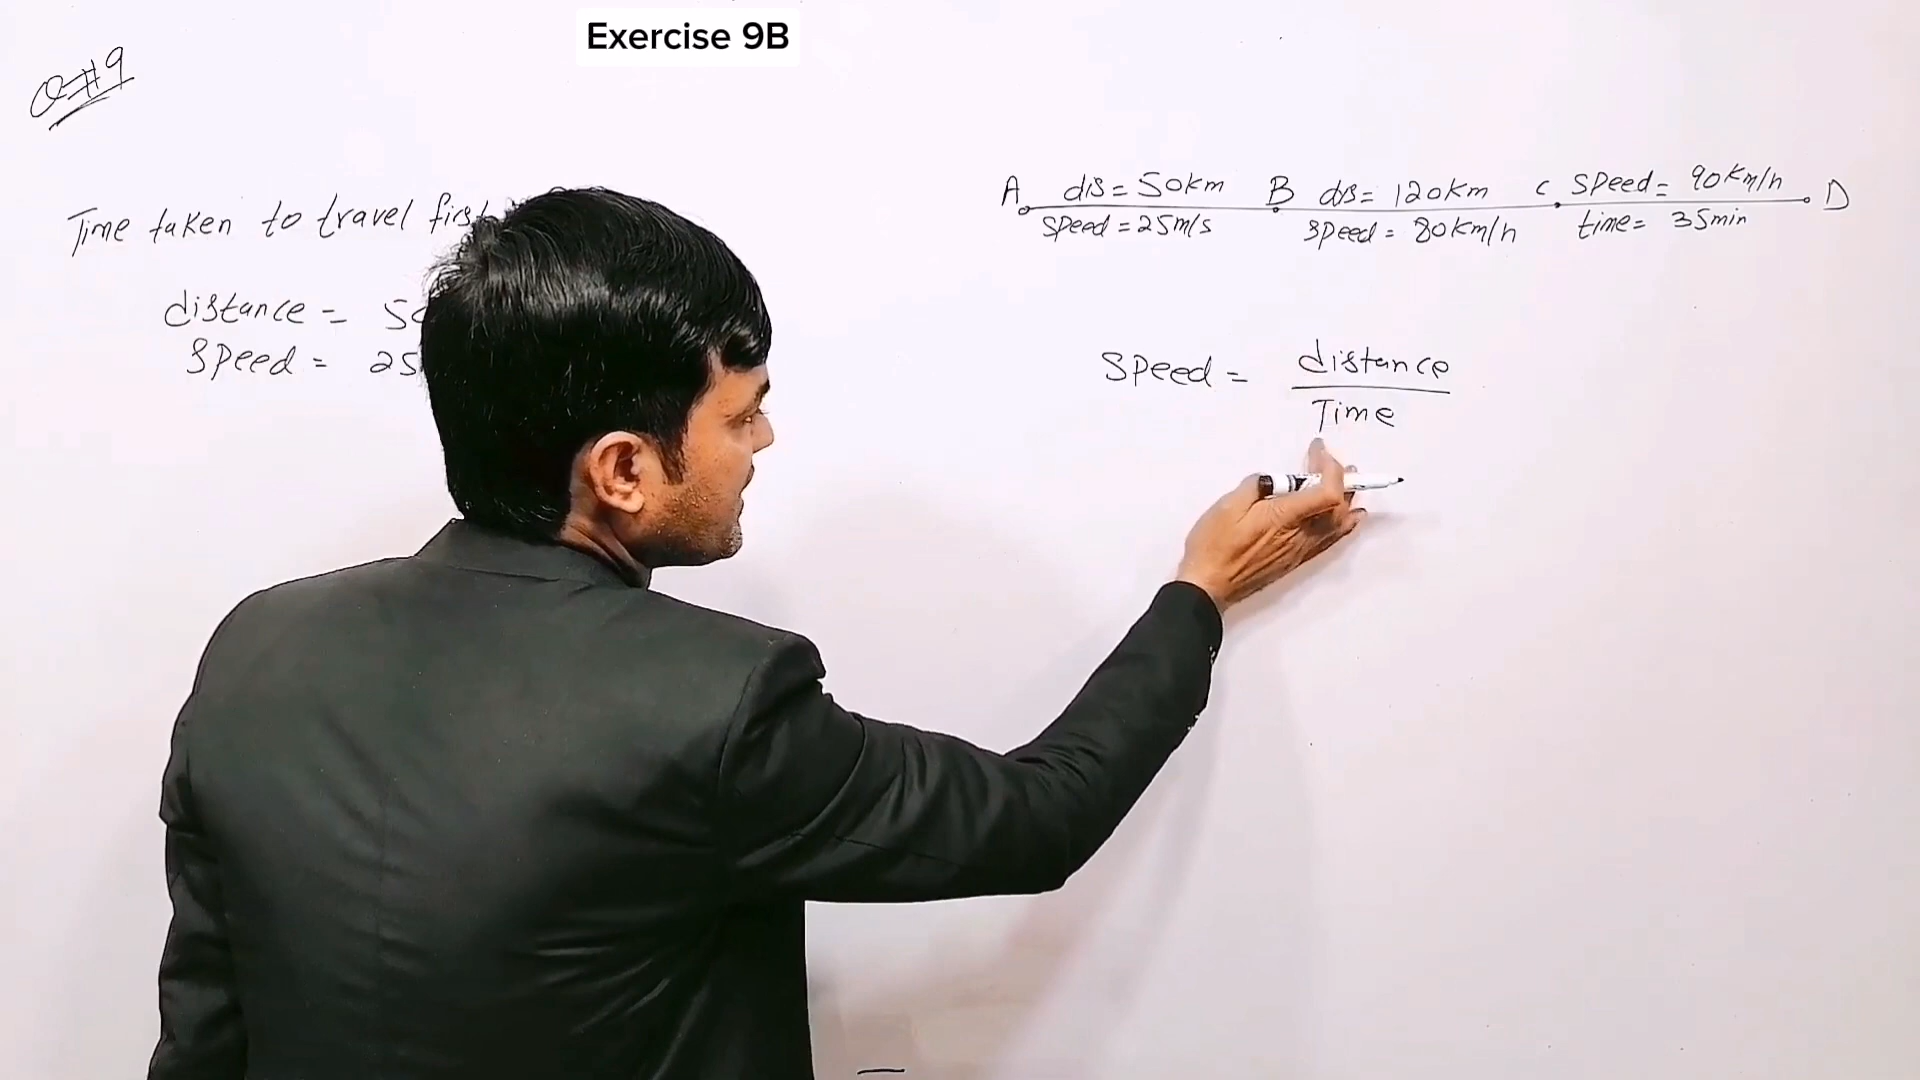 Exercise 9B
Q#9
Time taken to travel first
distance =
speed = 25
A dis = 50km B dis = 120km C speed = 90km/h D
speed = 25m/s speed = 80km/h time = 35min
speed = distance
Time